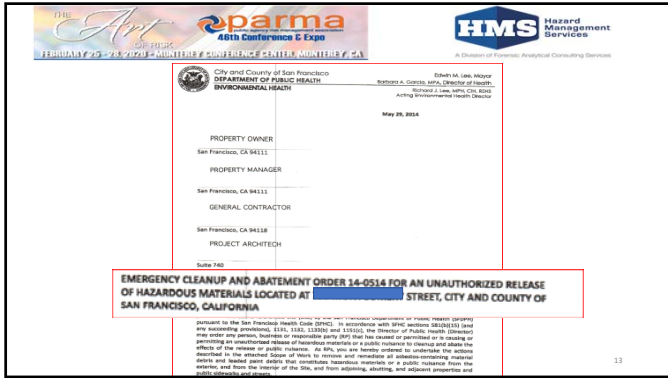 THE
Art
OF RISK
FEBRUARY 25 - 28, 2020 - MONTEREY CONFERENCE CENTER, MONTEREY, CA
parma
public agency risk management association
46th Conference & Expo
HMS Hazard Management Services
A Division of Forensic Analytical Consulting Services
City and County of San Francisco
DEPARTMENT OF PUBLIC HEALTH
ENVIRONMENTAL HEALTH
Edwin M. Lee, Mayor
Barbara A. Garcia, MPA, Director of Health
Richard J. Lee, MPH, CIH, REHS
Acting Environmental Health Director
May 29, 2014
PROPERTY OWNER
San Francisco, CA 94111
PROPERTY MANAGER
San Francisco, CA 94111
GENERAL CONTRACTOR
San Francisco, CA 94118
PROJECT ARCHITECH
Suite 740
EMERGENCY CLEANUP AND ABATEMENT ORDER 14-0514 FOR AN UNAUTHORIZED RELEASE
OF HAZARDOUS MATERIALS LOCATED AT STREET, CITY AND COUNTY OF
SAN FRANCISCO, CALIFORNIA
pursuant to the San Francisco Health Code (SFHC). In accordance with SFHC sections 581(b)(15) (and
any succeeding provisions), 1131, 1132, 1133(b) and 1151(c), the Director of Public Health (Director)
may order any person, business or responsible party (RP) that has caused or permitted or is causing or
permitting an unauthorized release of hazardous materials or a public nuisance to cleanup and abate the
effects of the release or public nuisance. As RPs, you are hereby ordered to undertake the actions
described in the attached Scope of Work to remove and remediate all asbestos-containing material
debris and leaded paint debris that constitutes hazardous materials or a public nuisance from the
exterior, and from the interior of the Site, and from adjoining, abutting, and adjacent properties and
public sidewalks and streets.
13